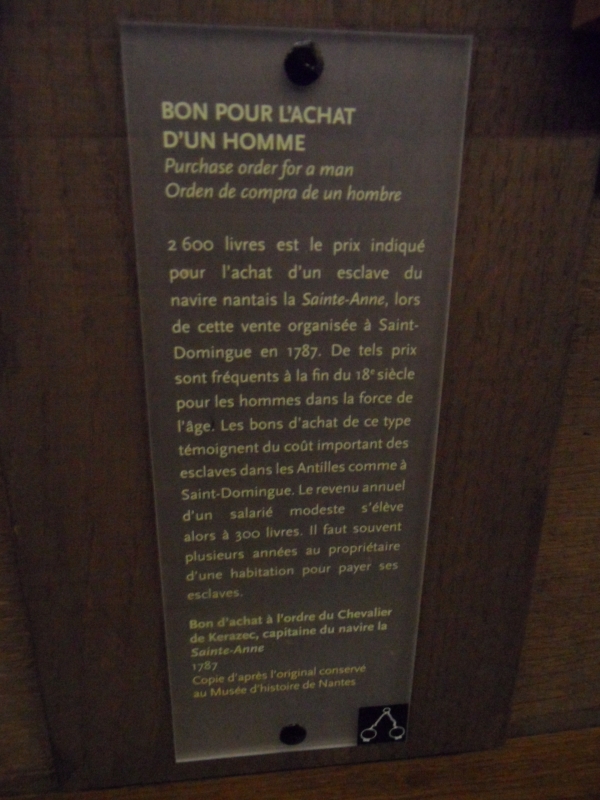 BON POUR L'ACHAT
D'UN HOMME
Purchase order for a man
Orden de compra de un hombre
2 600 livres est le prix indiqué
pour l'achat d'un esclave du
navire nantais la Sainte-Anne, lors
de cette vente organisée à Saint-
Domingue en 1787. De tels prix
sont fréquents à la fin du 18e siècle
pour les hommes dans la force de
l'âge. Les bons d'achat de ce type
témoignent du coût important des
esclaves dans les Antilles comme à
Saint-Domingue. Le revenu annuel
d'un salarié modeste s'élève
alors à 300 livres. Il faut souvent
plusieurs années au propriétaire
d'une habitation pour payer ses
esclaves.
Bon d'achat à l'ordre du Chevalier
de Kerazec, capitaine du navire la
Sainte-Anne
1787
Copie d'après l'original conservé
au Musée d'histoire de Nantes